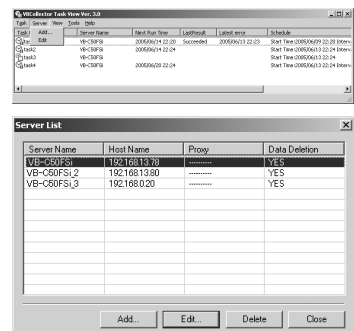 VBCollector Task View Ver. 3.0
Task Server View Tools Help
Task Add... Server Name Next Run Time LastResult Latest error Schedule
Edit VB-C50FSi 2005/06/14 22:20 Succeeded 2005/06/13 22:23 Start Time:2005/06/09 22:20 Interv
task2 VB-C50FSi 2005/06/14 22:24 Start Time:2005/06/13 22:24 Interv
task3 VB-C50FSi Start Time:2005/06/13 22:24
task4 VB-C50FSi 2005/06/20 22:24 Start Time:2005/06/13 22:24 Interv
Server List
Server Name Host Name Proxy Data Deletion
VB-C50FSi 192.168.13.78 ---------- YES
VB-C50FSi_2 192.168.13.80 ---------- YES
VB-C50FSi_3 192.168.0.20 ---------- YES
Add... Edit... Delete Close